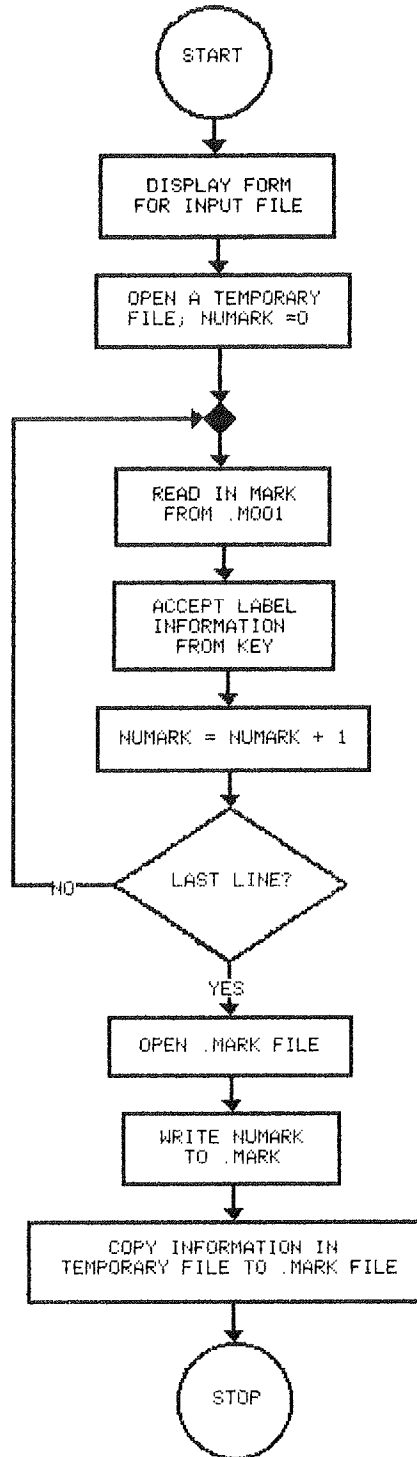 START
DISPLAY FORM
FOR INPUT FILE
OPEN A TEMPORARY
FILE; NUMARK =0
READ IN MARK
FROM .M001
ACCEPT LABEL
INFORMATION
FROM KEY
NUMARK = NUMARK + 1
LAST LINE?
NO
YES
OPEN .MARK FILE
WRITE NUMARK
TO .MARK
COPY INFORMATION IN
TEMPORARY FILE TO .MARK FILE
STOP